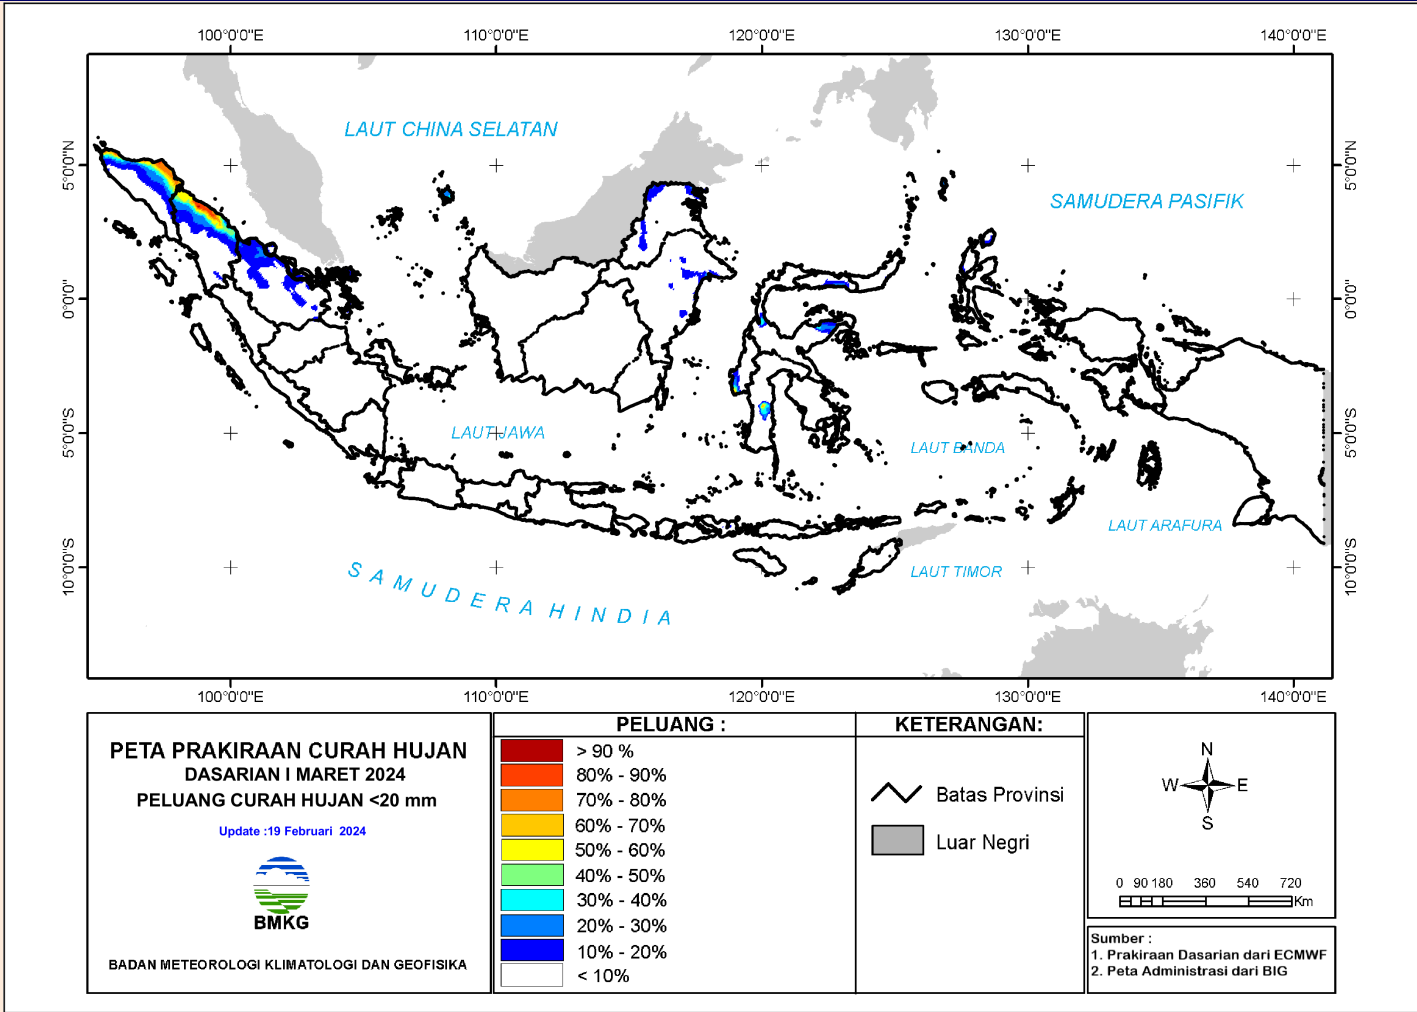 100°0'0"E 110°0'0"E 120°0'0"E 130°0'0"E 140°0'0"E
LAUT CHINA SELATAN
5°0'0"N 5°0'0"N
SAMUDERA PASIFIK
0°0'0" 0°0'0"
LAUT JAWA
5°0'0"S 5°0'0"S
LAUT BANDA
LAUT ARAFURA
10°0'0"S 10°0'0"S
LAUT TIMOR
SAMUDERA HINDIA
100°0'0"E 110°0'0"E 120°0'0"E 130°0'0"E 140°0'0"E
PETA PRAKIRAAN CURAH HUJAN
DASARIAN I MARET 2024
PELUANG CURAH HUJAN <20 mm
Update :19 Februari 2024
BMKG
BADAN METEOROLOGI KLIMATOLOGI DAN GEOFISIKA
PELUANG :
> 90 %
80% - 90%
70% - 80%
60% - 70%
50% - 60%
40% - 50%
30% - 40%
20% - 30%
10% - 20%
< 10%
KETERANGAN:
Batas Provinsi
Luar Negri
N
W E
S
0 90 180 360 540 720
Km
Sumber :
1. Prakiraan Dasarian dari ECMWF
2. Peta Administrasi dari BIG